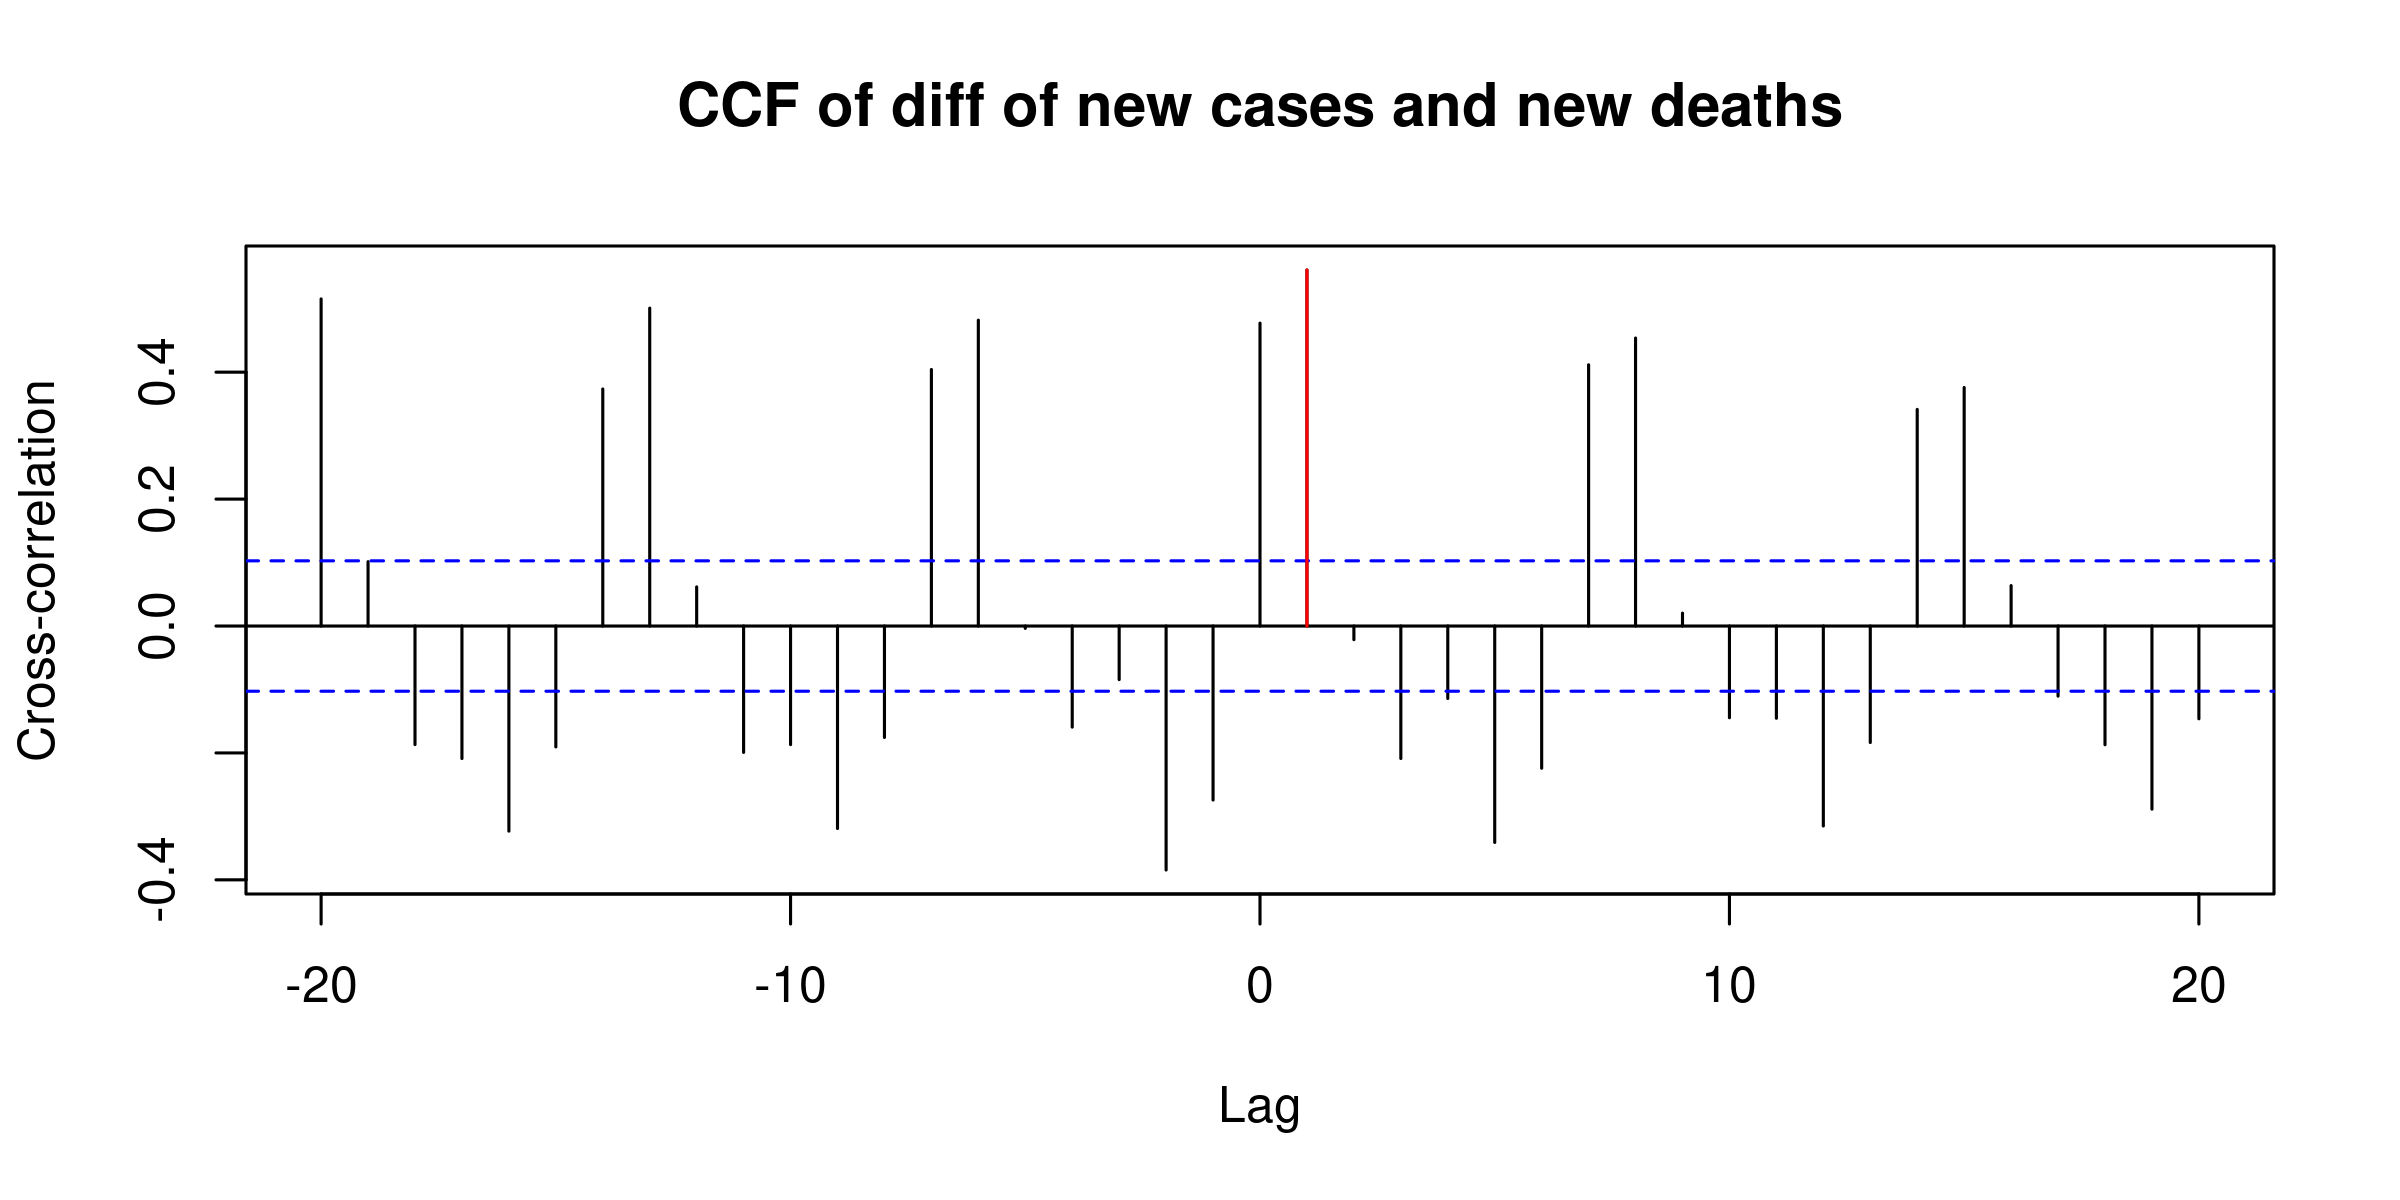 CCF of diff of new cases and new deaths
Cross-correlation
0.4
0.2
0.0
-0.4
-20 -10 0 10 20
Lag